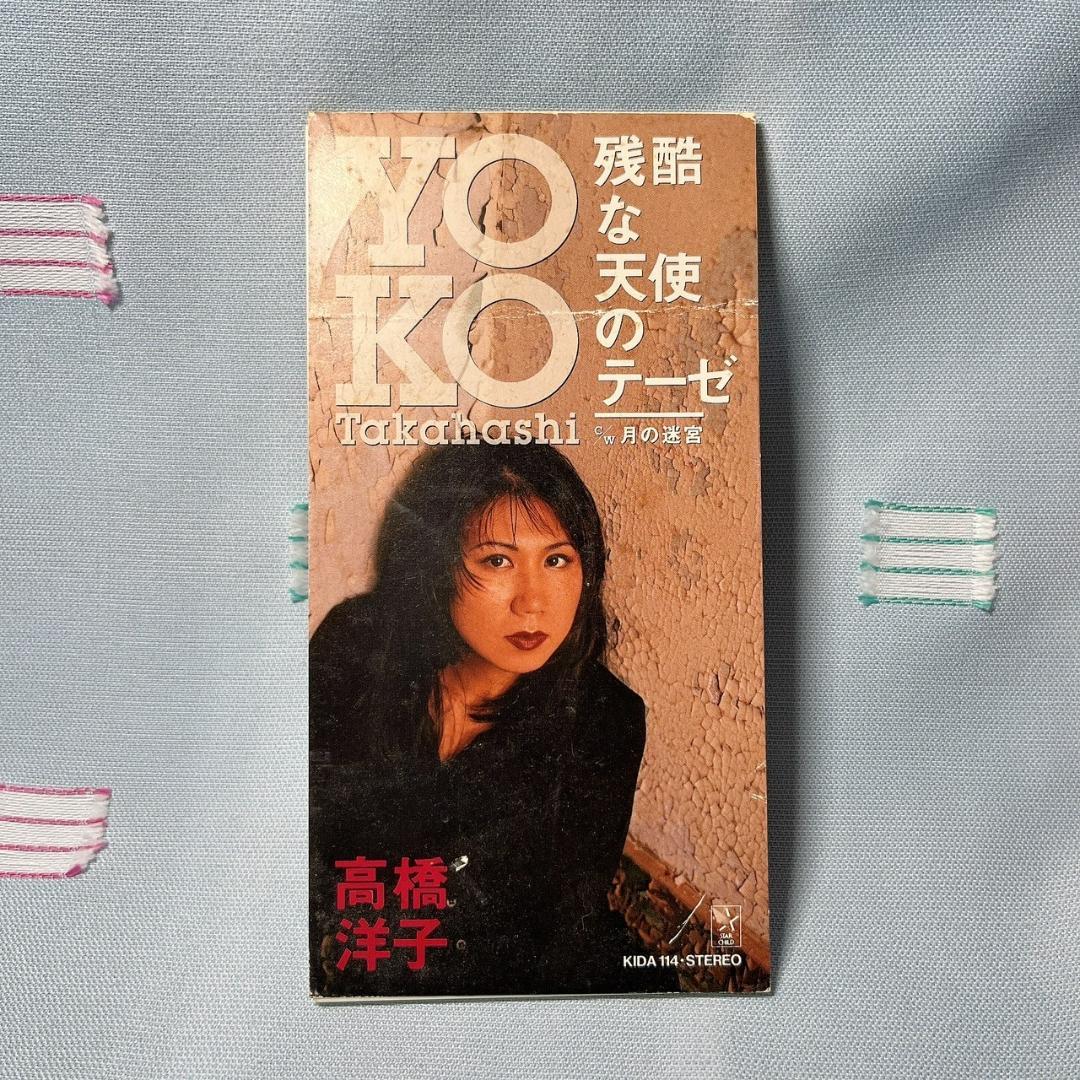 YO
KO
Takahashi
残酷
な
天使
の
テーゼ
c/w 月の迷宮
高橋
洋子
STAR
CHILD
KIDA 114・STEREO